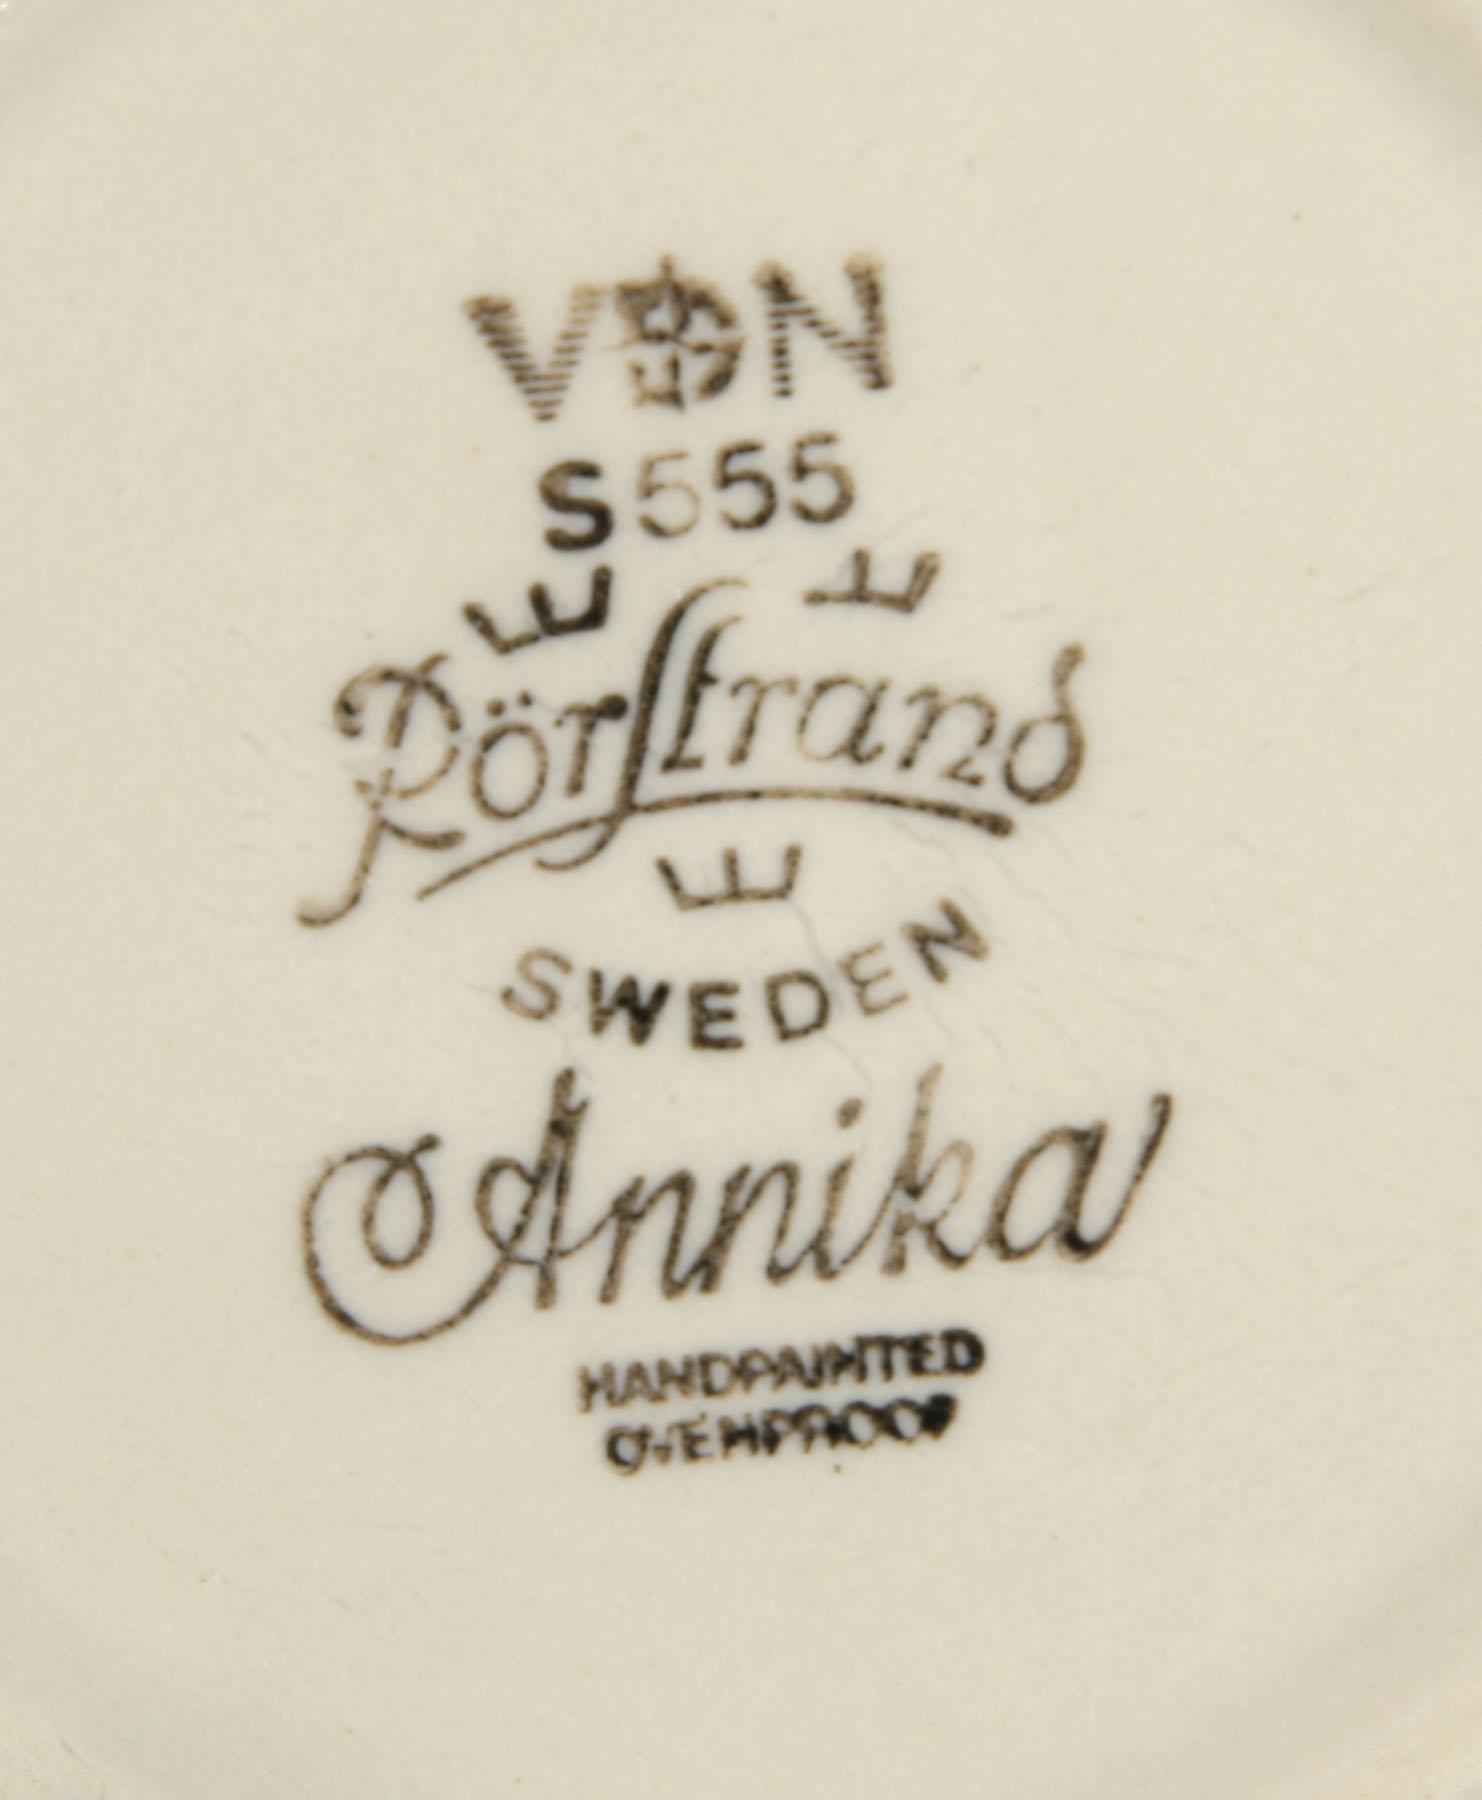 VDN
S555
Rörstrand
SWEDEN
Annika
HANDPAINTED
OVENPROOF